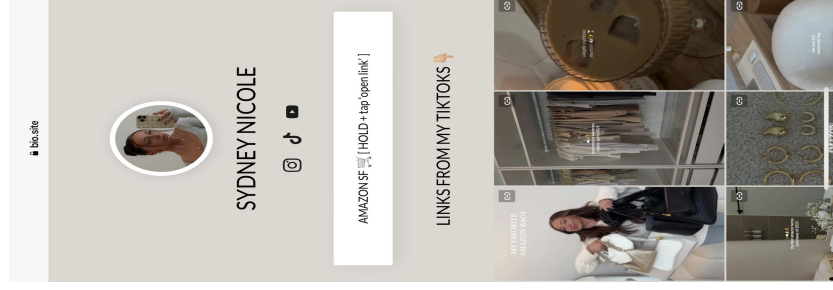 bio.site
SYDNEY NICOLE
AMAZON SF 🛒 [ HOLD + tap 'open link' ]
LINKS FROM MY TIKTOKS 👇🏼
MY FAVORITE
AMAZON BAGS